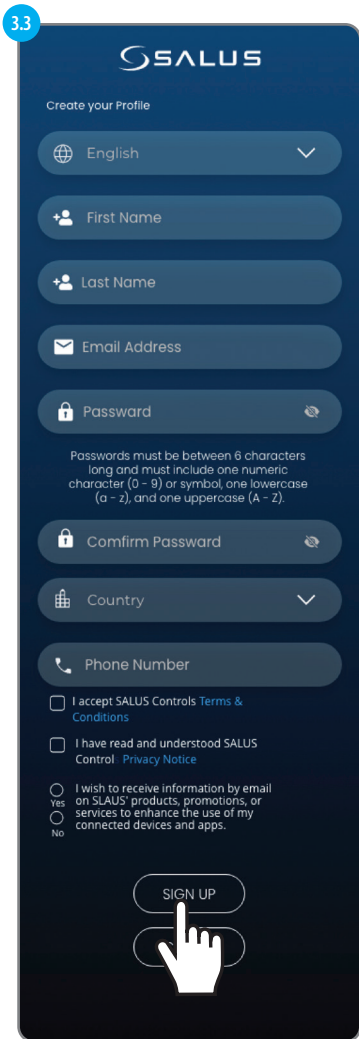 3.3
SALUS
Create your Profile
English
First Name
Last Name
Email Address
Password
Passwords must be between 6 characters
long and must include one numeric
character (0 - 9) or symbol, one lowercase
(a - z), and one uppercase (A - Z).
Comfirm Password
Country
Phone Number
I accept SALUS Controls Terms &
Conditions
I have read and understood SALUS
Control Privacy Notice
Yes
No
I wish to receive information by email
on SLAUS' products, promotions, or
services to enhance the use of my
connected devices and apps.
SIGN UP